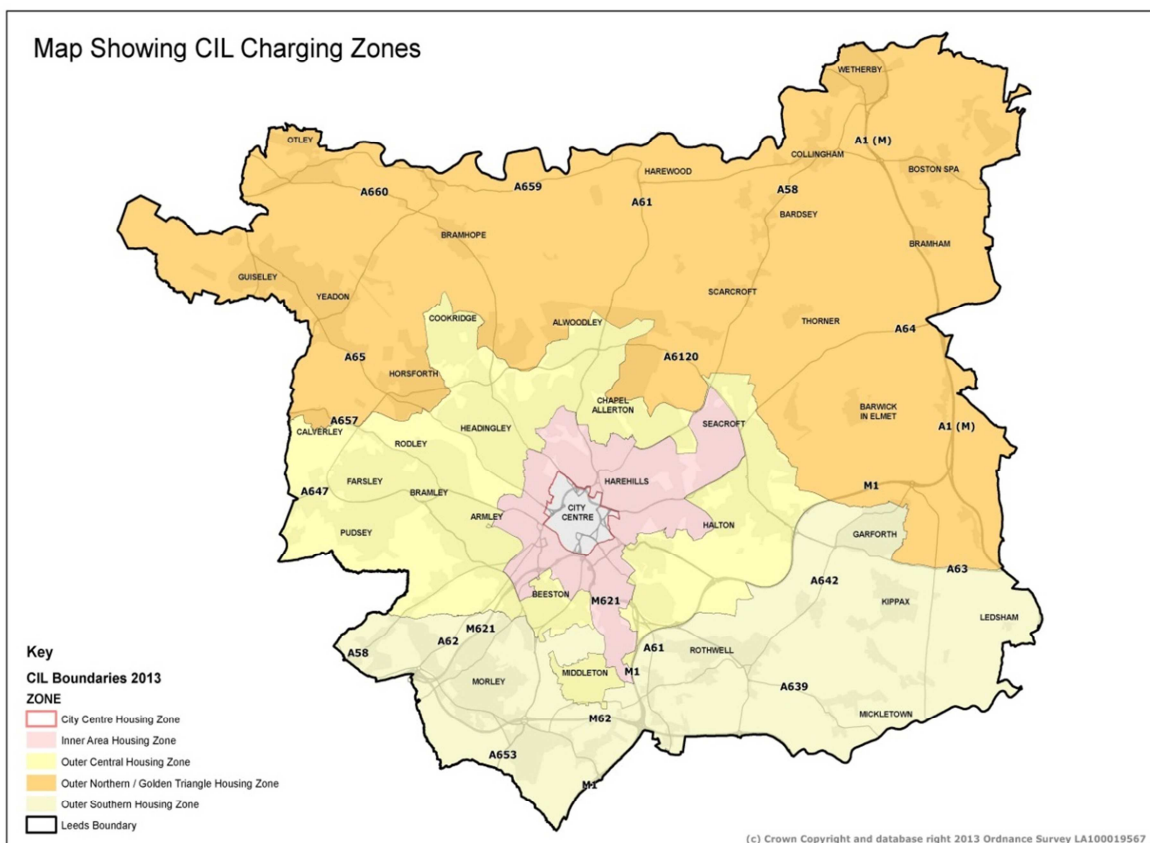 Map Showing CIL Charging Zones
WETHERBY
A1 (M)
OTLEY
COLLINGHAM
HAREWOOD
BOSTON SPA
A660
A659
A58
A61
BARDSEY
BRAMHOPE
BRAMHAM
GUISELEY
SCARCROFT
YEADON
COOKRIDGE
ALWOODLEY
THORNER
A64
A65
A6120
HORSFORTH
CHAPEL
ALLERTON
BARWICK
IN ELMET
A657
CALVERLEY
HEADINGLEY
SEACROFT
A1 (M)
RODLEY
FARSLEY
HAREHILLS
M1
A647
BRAMLEY
CITY
CENTRE
ARMLEY
HALTON
PUDSEY
GARFORTH
A63
A642
BEESTON
M621
KIPPAX
LEDSHAM
M621
A62
A58
A61
ROTHWELL
MIDDLETON
M1
MORLEY
A639
MICKLETOWN
M62
A653
M1
Key
CIL Boundaries 2013
ZONE
City Centre Housing Zone
Inner Area Housing Zone
Outer Central Housing Zone
Outer Northern / Golden Triangle Housing Zone
Outer Southern Housing Zone
Leeds Boundary
(c) Crown Copyright and database right 2013 Ordnance Survey LA100019567